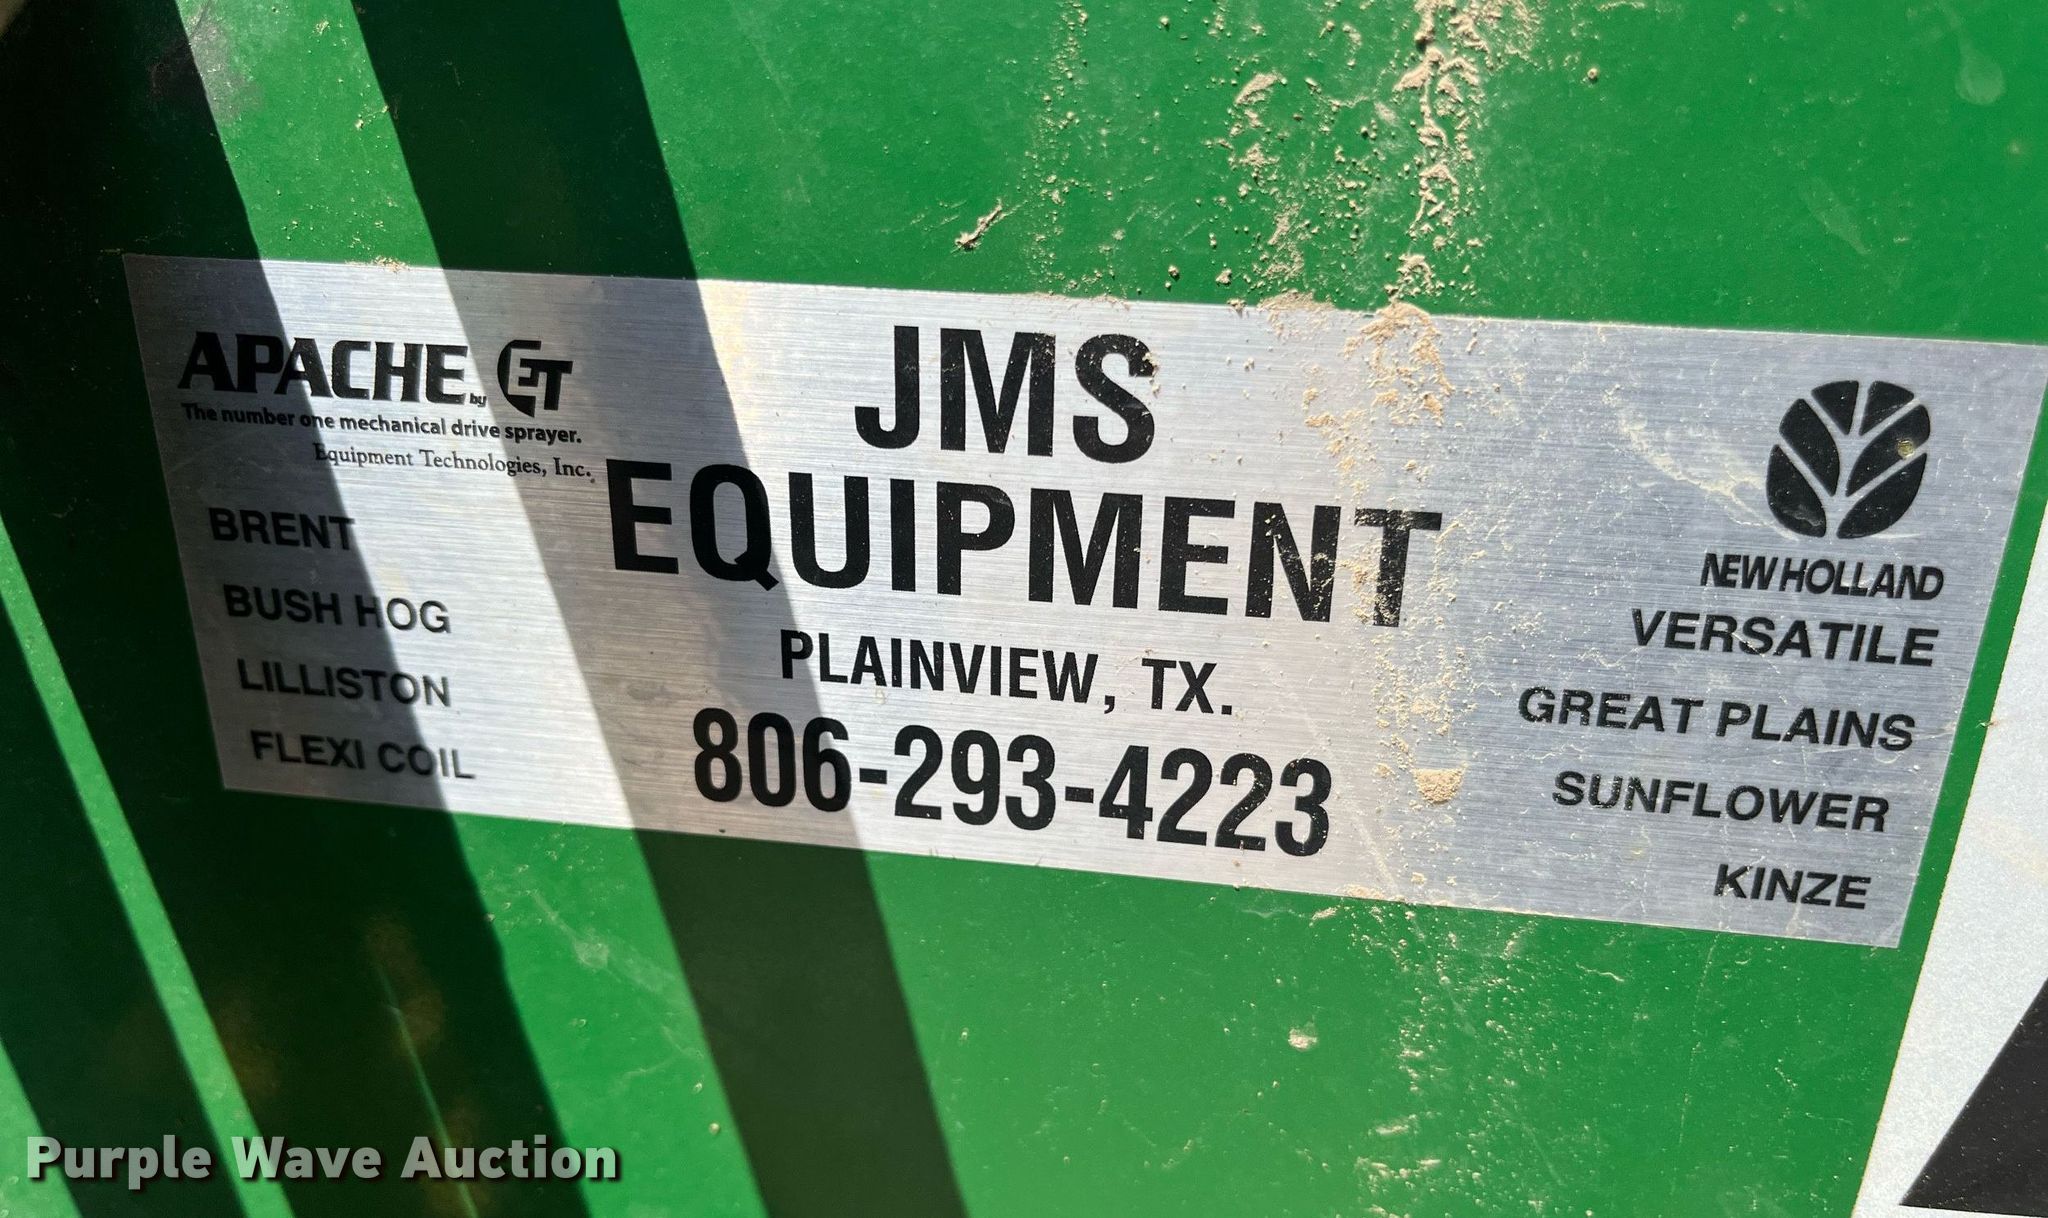 APACHE by ET
The number one mechanical drive sprayer.
Equipment Technologies, Inc.
BRENT
BUSH HOG
LILLISTON
FLEXI COIL
JMS
EQUIPMENT
PLAINVIEW, TX.
806-293-4223
NEW HOLLAND
VERSATILE
GREAT PLAINS
SUNFLOWER
KINZE
Purple Wave Auction